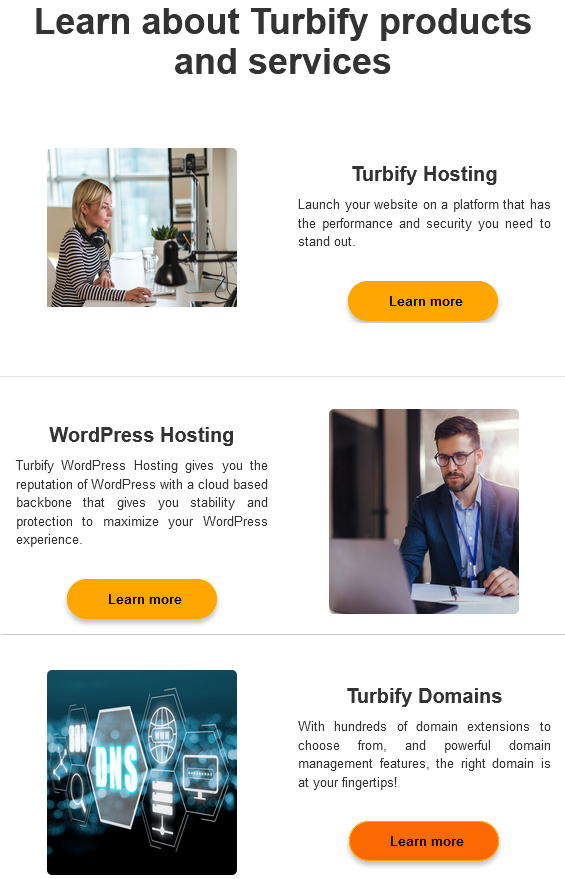 Learn about Turbify products
and services
Turbify Hosting
Launch your website on a platform that has
the performance and security you need to
stand out.
Learn more
WordPress Hosting
Turbify WordPress Hosting gives you the
reputation of WordPress with a cloud based
backbone that gives you stability and
protection to maximize your WordPress
experience.
Learn more
DNS
Turbify Domains
With hundreds of domain extensions to
choose from, and powerful domain
management features, the right domain is
at your fingertips!
Learn more